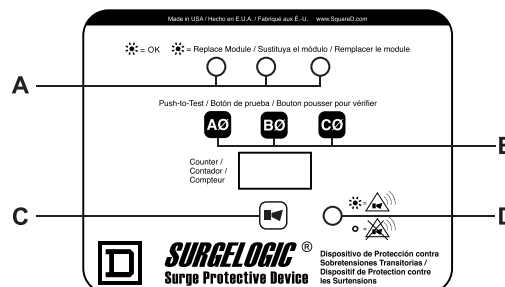 Made in USA / Hecho en E.U.A. / Fabriqué aux É.-U. www.SquareD.com
= OK = Replace Module / Sustituya el módulo / Remplacer le module
A
Push-to-Test / Botón de prueba / Bouton pousser pour vérifier
AØ BØ CØ
B
Counter /
Contador /
Compteur
C
D
=
=
D
SURGELOGIC ®
Surge Protective Device
Dispositivo de Protección contra
Sobretensiones Transitorias /
Dispositif de Protection contre
les Surtensions